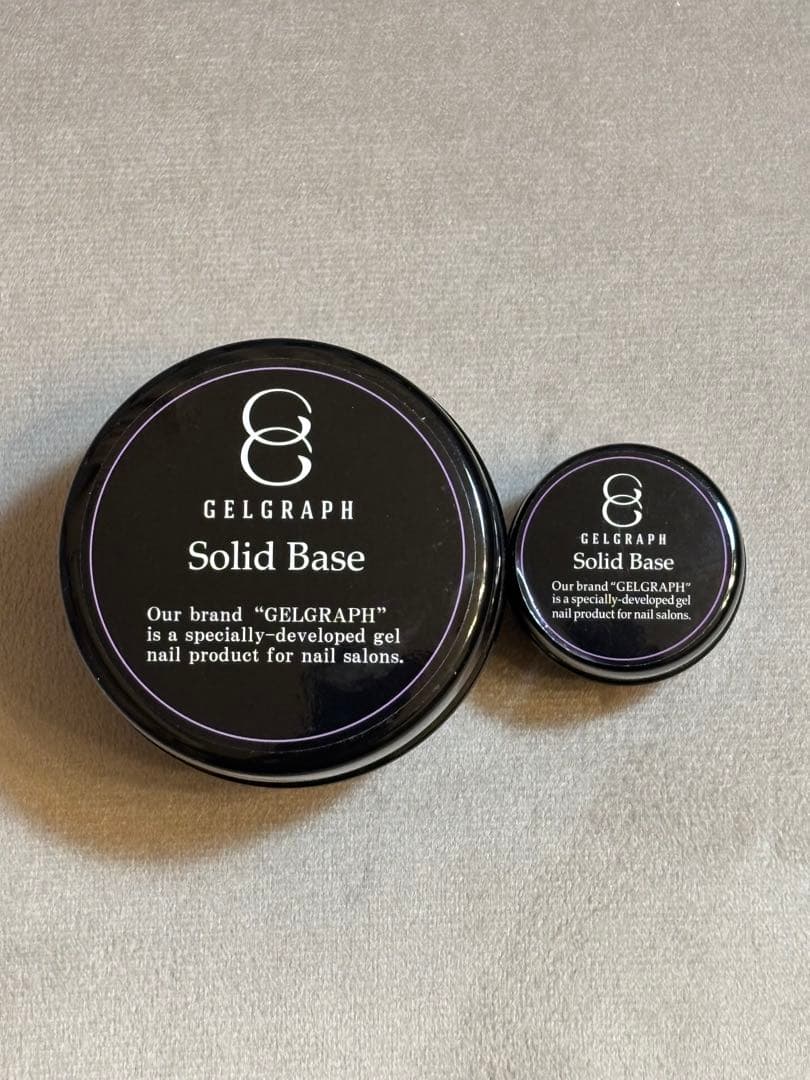 GELGRAPH
Solid Base
Our brand “GELGRAPH”
is a specially-developed gel
nail product for nail salons.
GELGRAPH
Solid Base
Our brand “GELGRAPH”
is a specially-developed gel
nail product for nail salons.